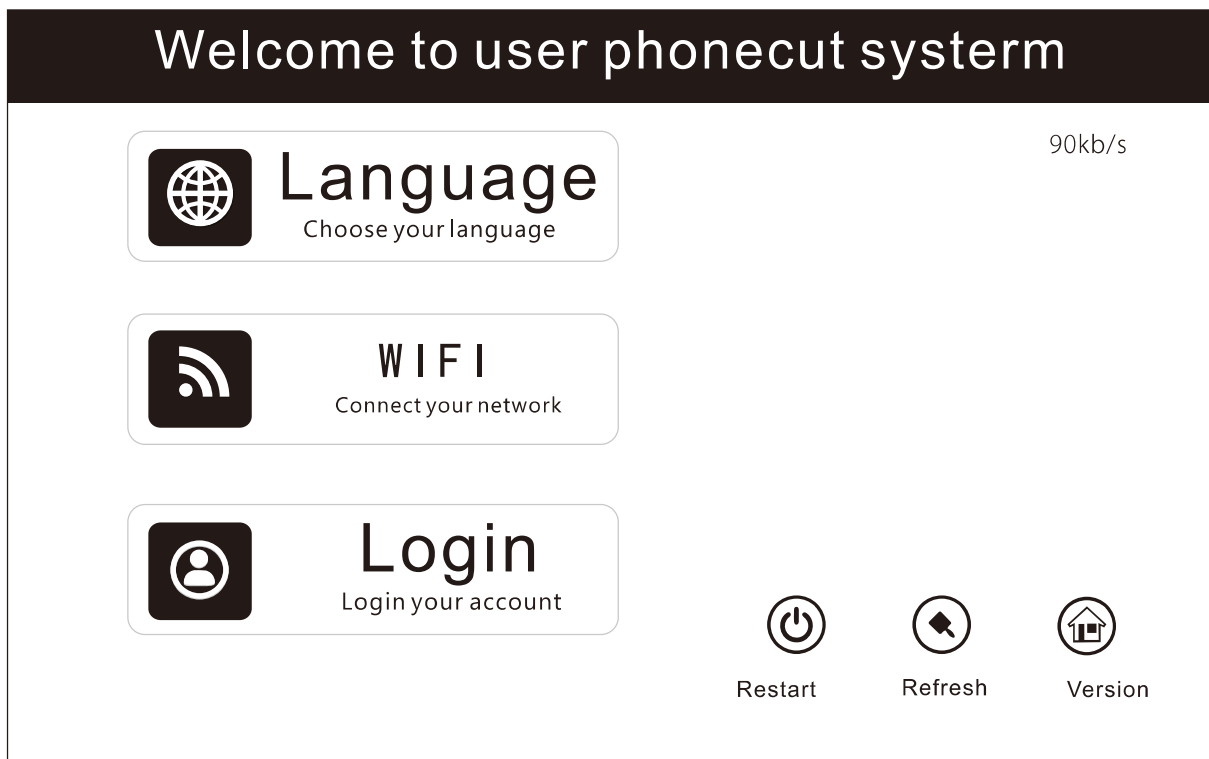 Welcome to user phonecut systerm
90kb/s
Language
Choose your language
WIFI
Connect your network
Login
Login your account
Restart
Refresh
Version